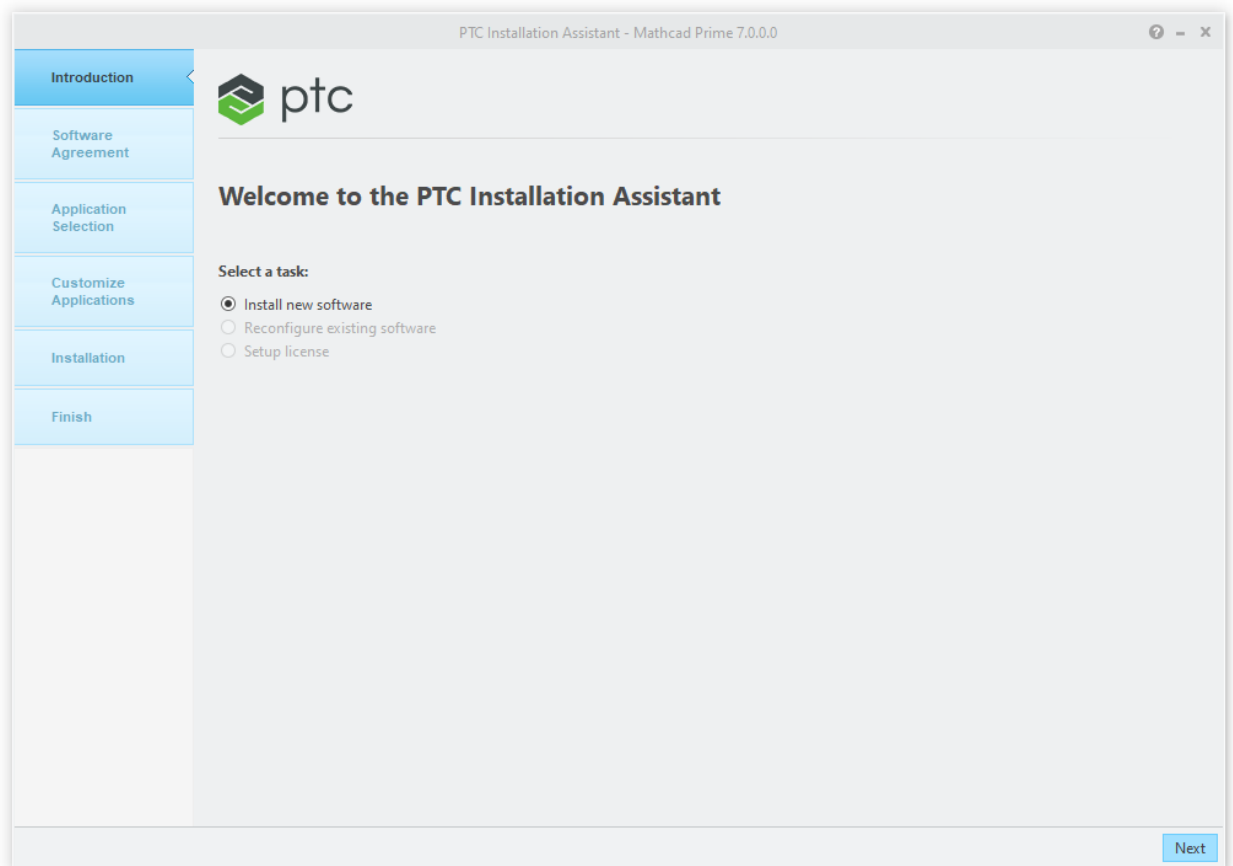 PTC Installation Assistant - Mathcad Prime 7.0.0.0
Introduction
Software
Agreement
Application
Selection
Customize
Applications
Installation
Finish
ptc
Welcome to the PTC Installation Assistant
Select a task:
Install new software
Reconfigure existing software
Setup license
Next